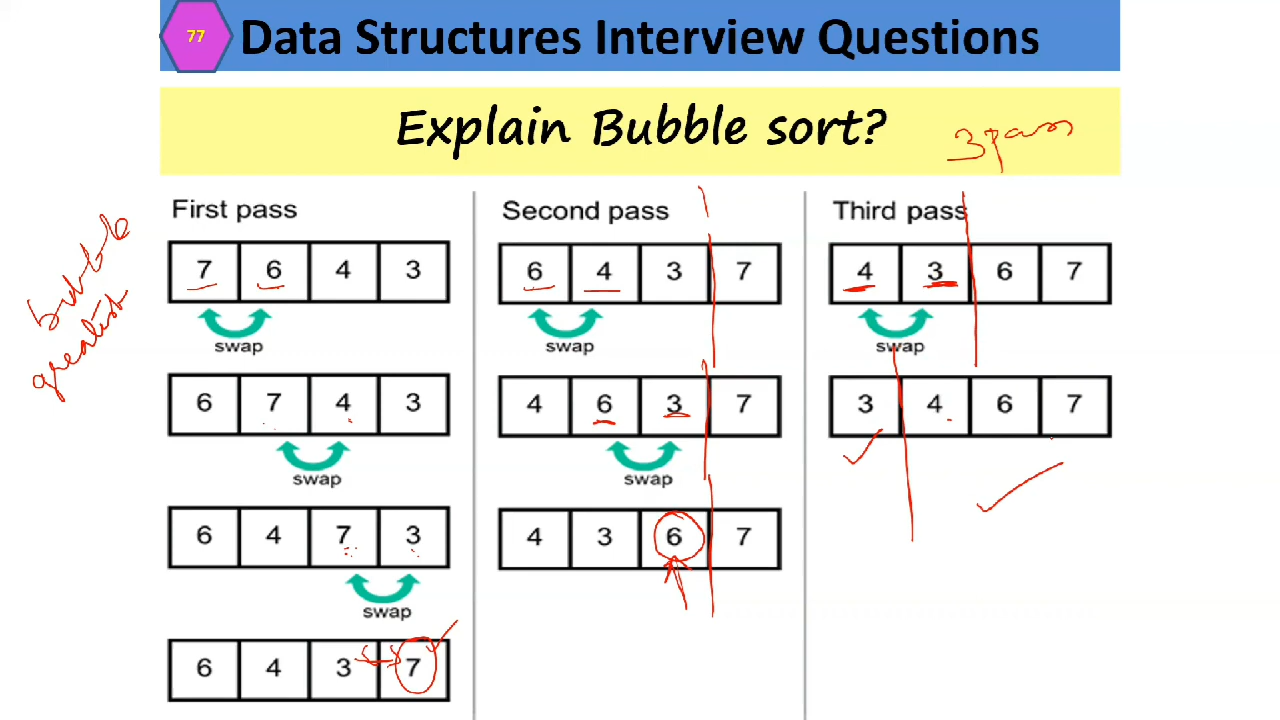 77
Data Structures Interview Questions
Explain Bubble sort?
3 pass
bubble
greatest
First pass
7 6 4 3
swap
6 7 4 3
swap
6 4 7 3
swap
6 4 3 7
Second pass
6 4 3 7
swap
4 6 3 7
swap
4 3 6 7
Third pass
4 3 6 7
swap
3 4 6 7